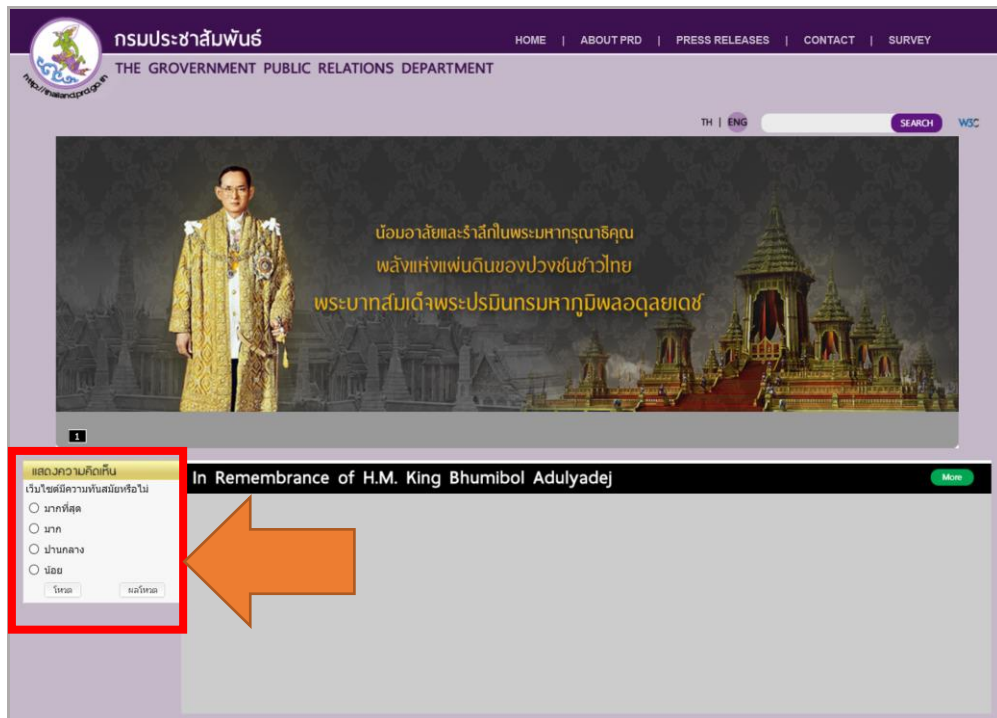 กรมประชาสัมพันธ์
HOME | ABOUT PRD | PRESS RELEASES | CONTACT | SURVEY
THE GROVERNMENT PUBLIC RELATIONS DEPARTMENT
http://thailand.prd.go.th
TH | ENG SEARCH W3C
น้อมอาลัยและรำลึกในพระมหากรุณาธิคุณ
พลังแห่งแผ่นดินของปวงชนชาวไทย
พระบาทสมเด็จพระปรมินทรมหาภูมิพลอดุลยเดช
1
แสดงความคิดเห็น
In Remembrance of H.M. King Bhumibol Adulyadej More
เว็บไซต์มีความทันสมัยหรือไม่
มากที่สุด
มาก
ปานกลาง
น้อย
โหวต ผลโหวต